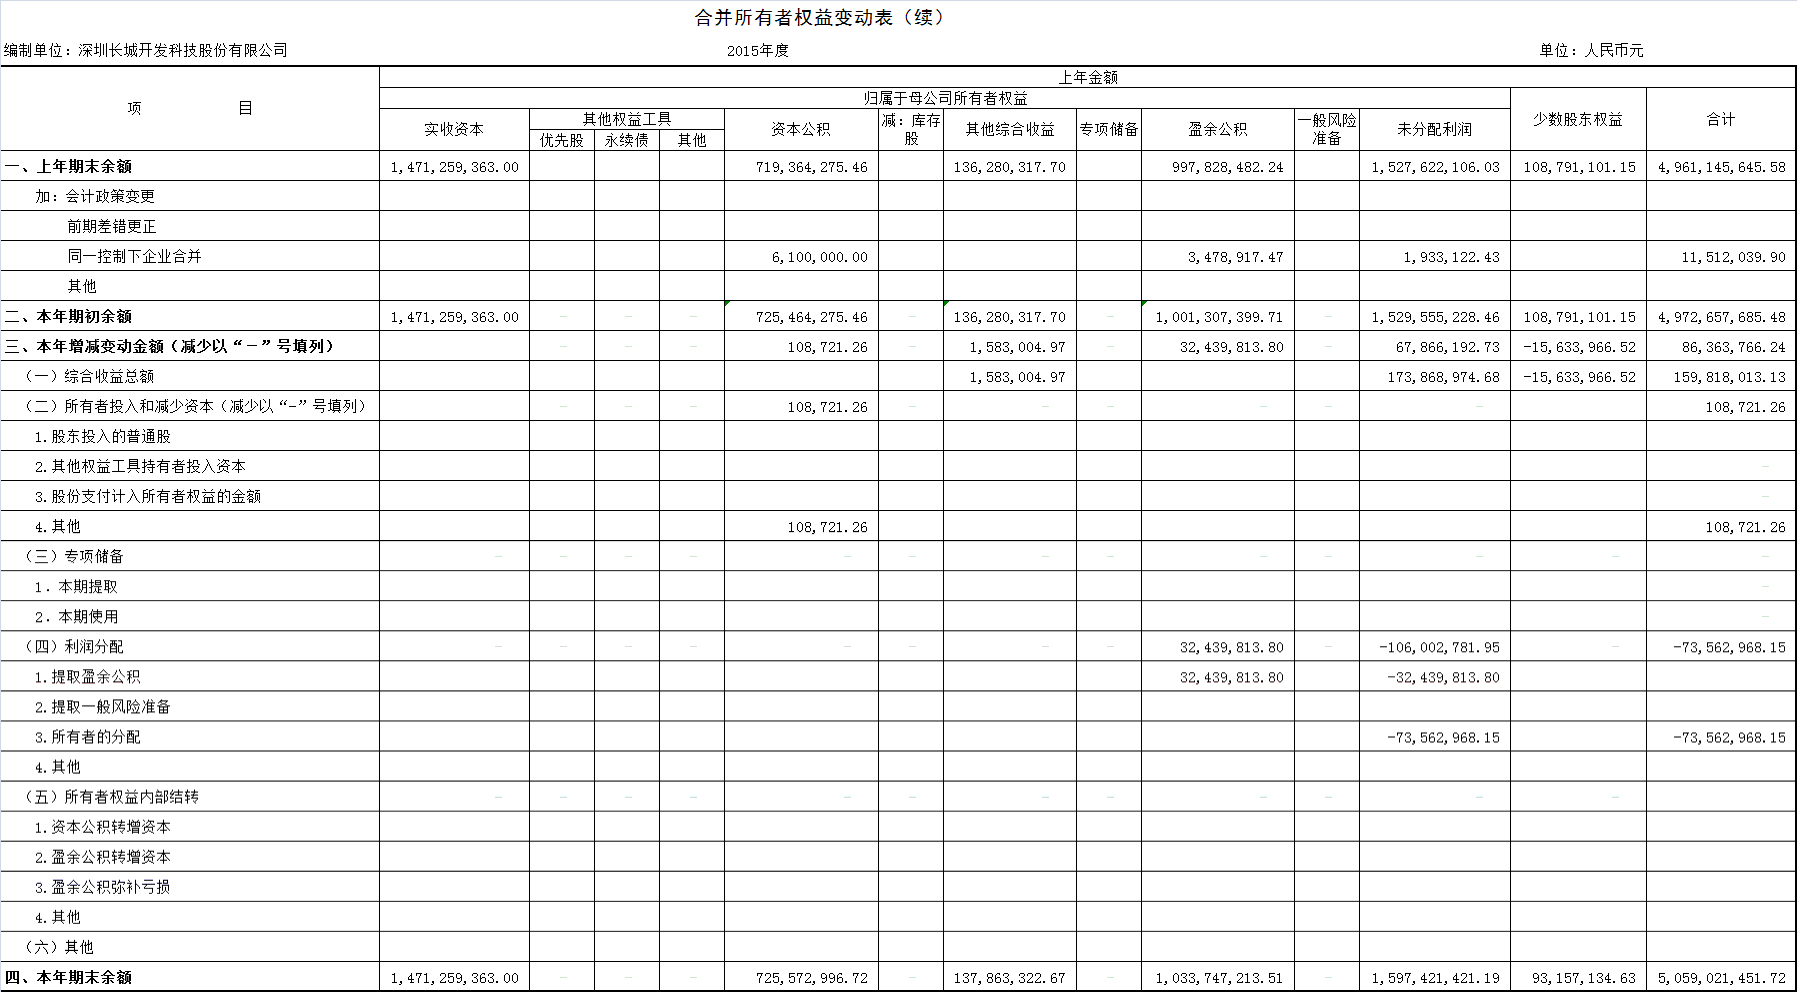 合并所有者权益变动表（续）
编制单位：深圳长城开发科技股份有限公司 2015年度 单位：人民币元
项 目 上年金额
归属于母公司所有者权益 少数股东权益 合计
实收资本 其他权益工具 资本公积 减：库存股 其他综合收益 专项储备 盈余公积 一般风险准备 未分配利润
优先股 永续债 其他
一、上年期末余额 1,471,259,363.00 719,364,275.46 136,280,317.70 997,828,482.24 1,527,622,106.03 108,791,101.15 4,961,145,645.58
加：会计政策变更
前期差错更正
同一控制下企业合并 6,100,000.00 3,478,917.47 1,933,122.43 11,512,039.90
其他
二、本年期初余额 1,471,259,363.00 — — — 725,464,275.46 — 136,280,317.70 — 1,001,307,399.71 — 1,529,555,228.46 108,791,101.15 4,972,657,685.48
三、本年增减变动金额（减少以“－”号填列） — — — 108,721.26 — 1,583,004.97 — 32,439,813.80 — 67,866,192.73 -15,633,966.52 86,363,766.24
（一）综合收益总额 1,583,004.97 173,868,974.68 -15,633,966.52 159,818,013.13
（二）所有者投入和减少资本（减少以“-”号填列） — — — 108,721.26 — — — — — — 108,721.26
1.股东投入的普通股
2.其他权益工具持有者投入资本 —
3.股份支付计入所有者权益的金额 —
4.其他 108,721.26 108,721.26
（三）专项储备 — — — — — — — — — — — — —
1．本期提取 —
2．本期使用 —
（四）利润分配 — — — — — — — — 32,439,813.80 — -106,002,781.95 — -73,562,968.15
1.提取盈余公积 32,439,813.80 -32,439,813.80
2.提取一般风险准备
3.所有者的分配 -73,562,968.15 -73,562,968.15
4.其他
（五）所有者权益内部结转 — — — — — — — — — — — —
1.资本公积转增资本
2.盈余公积转增资本
3.盈余公积弥补亏损
4.其他
（六）其他
四、本年期末余额 1,471,259,363.00 — — — 725,572,996.72 — 137,863,322.67 — 1,033,747,213.51 — 1,597,421,421.19 93,157,134.63 5,059,021,451.72